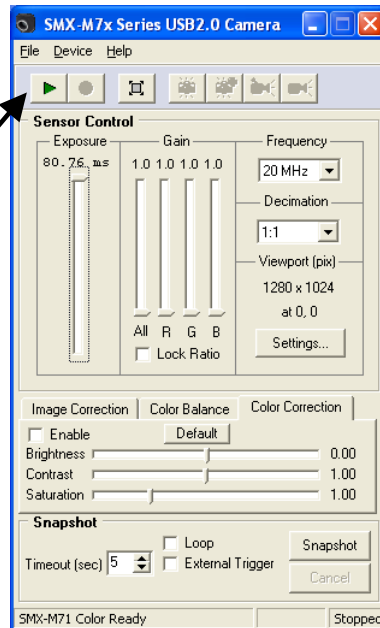 SMX-M7x Series USB2.0 Camera
File Device Help
Sensor Control
Exposure
80.76 ms
Gain
1.0 1.0 1.0 1.0
All R G B
Lock Ratio
Frequency
20 MHz
Decimation
1:1
Viewport (pix)
1280 x 1024
at 0, 0
Settings...
Image Correction Color Balance Color Correction
Enable Default
Brightness 0.00
Contrast 1.00
Saturation 1.00
Snapshot
Timeout (sec) 5
Loop
External Trigger
Snapshot
Cancel
SMX-M71 Color Ready Stopped